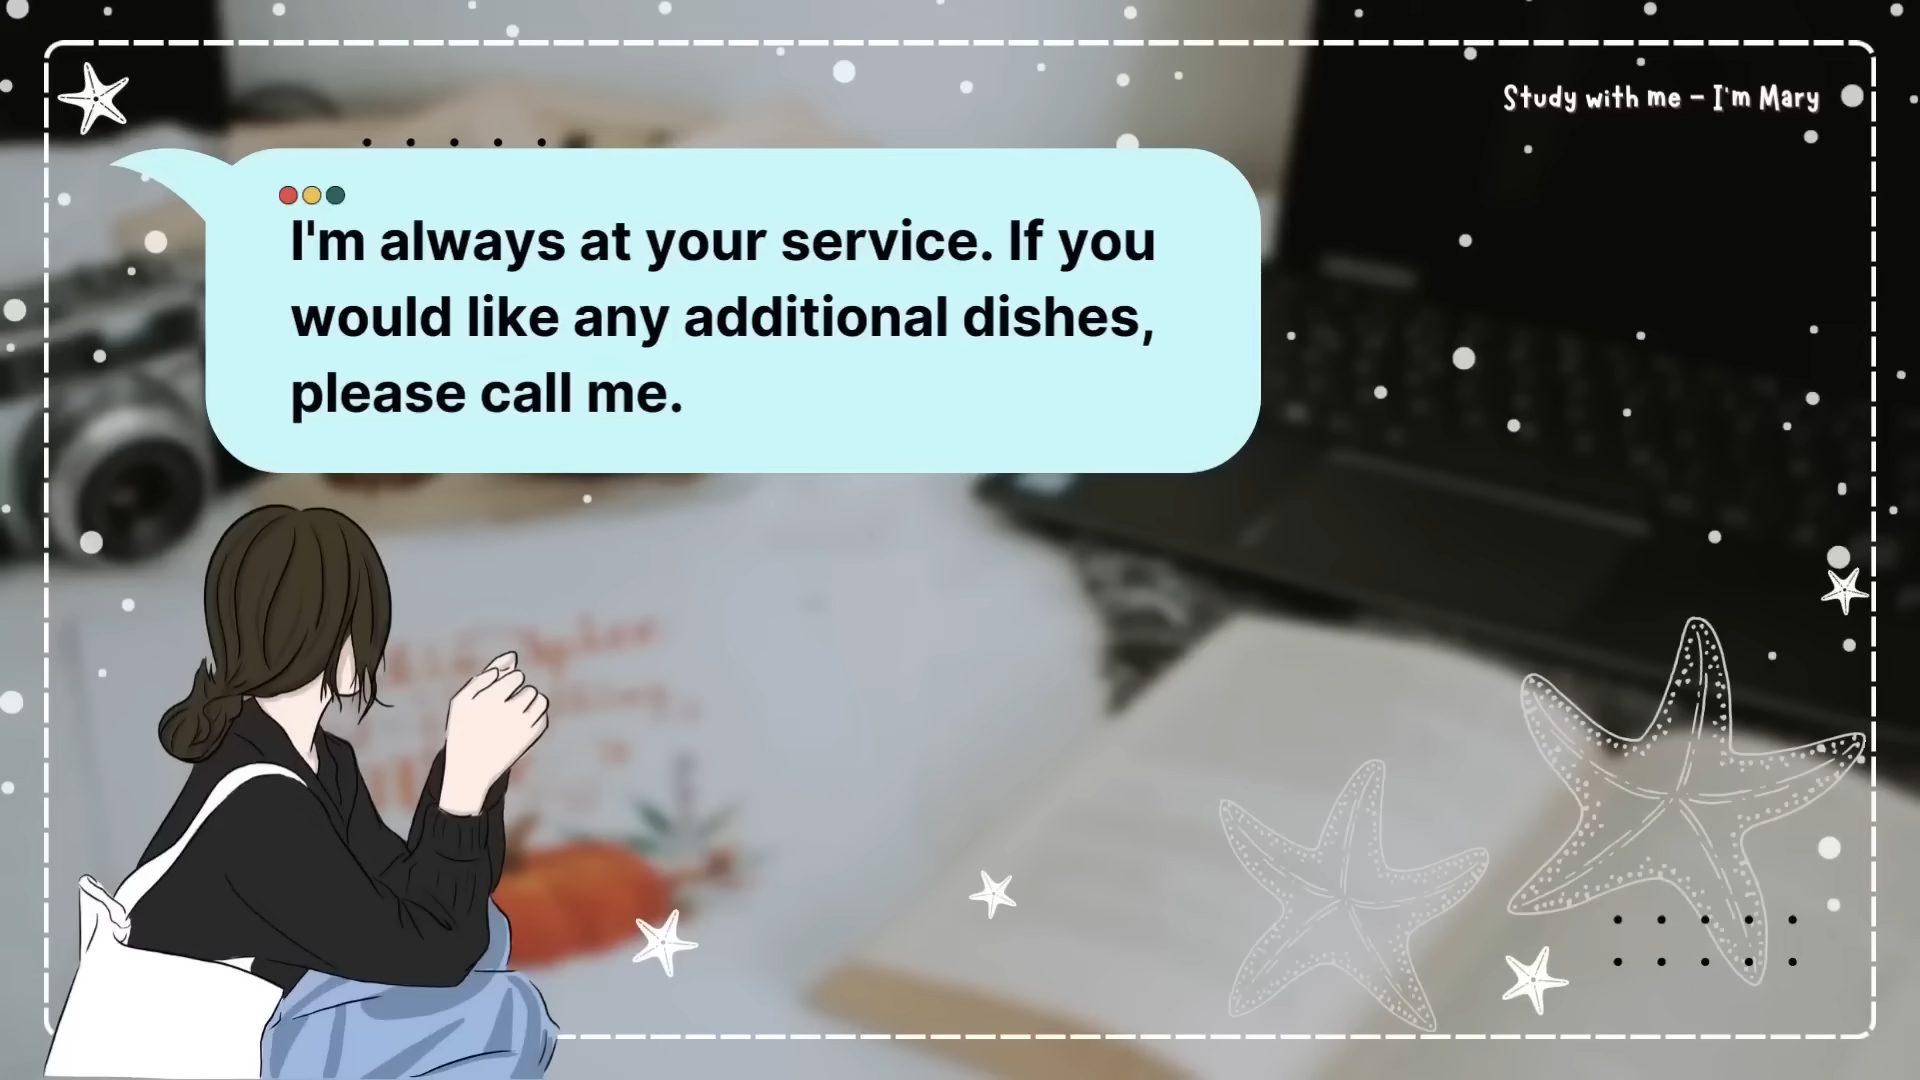 Study with me – I'm Mary
I'm always at your service. If you
would like any additional dishes,
please call me.